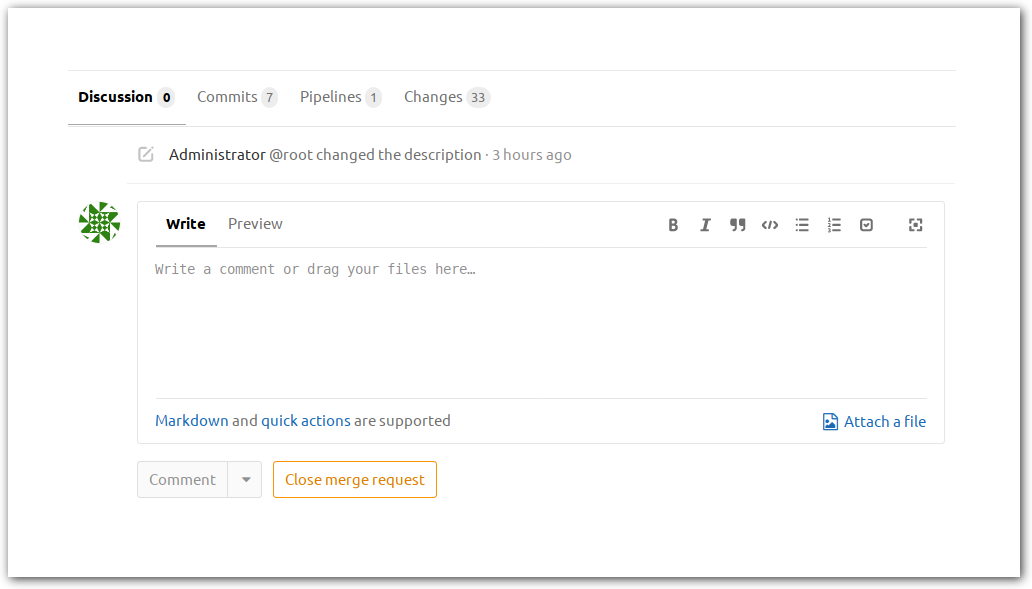 Discussion 0 Commits 7 Pipelines 1 Changes 33
Administrator @root changed the description · 3 hours ago
Write Preview
Write a comment or drag your files here…
Markdown and quick actions are supported Attach a file
Comment Close merge request